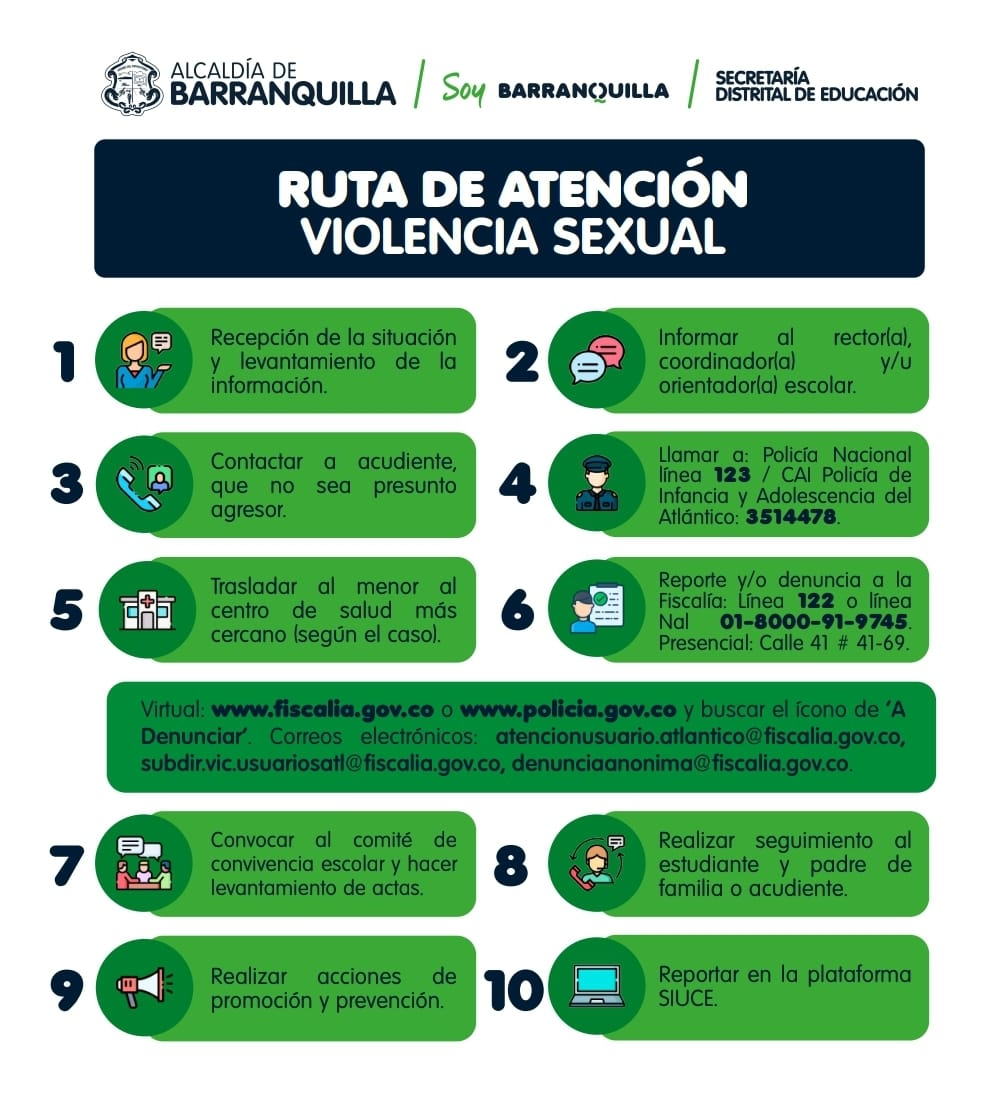 ALCALDÍA DE
BARRANQUILLA
Soy BARRANQUILLA
SECRETARÍA
DISTRITAL DE EDUCACIÓN
RUTA DE ATENCIÓN
VIOLENCIA SEXUAL
1
Recepción de la situación
y levantamiento de la
información.
2
Informar al rector(a),
coordinador(a) y/u
orientador(a) escolar.
3
Contactar a acudiente,
que no sea presunto
agresor.
4
Llamar a: Policía Nacional
línea 123 / CAI Policía de
Infancia y Adolescencia del
Atlántico: 3514478.
5
Trasladar al menor al
centro de salud más
cercano (según el caso).
6
Reporte y/o denuncia a la
Fiscalía: Línea 122 o línea
Nal 01-8000-91-9745.
Presencial: Calle 41 # 41-69.
Virtual: www.fiscalia.gov.co o www.policia.gov.co y buscar el ícono de ‘A
Denunciar’. Correos electrónicos: atencionusuario.atlantico@fiscalia.gov.co,
subdir.vic.usuariosatl@fiscalia.gov.co, denunciaanonima@fiscalia.gov.co.
7
Convocar al comité de
convivencia escolar y hacer
levantamiento de actas.
8
Realizar seguimiento al
estudiante y padre de
familia o acudiente.
9
Realizar acciones de
promoción y prevención.
10
Reportar en la plataforma
SIUCE.